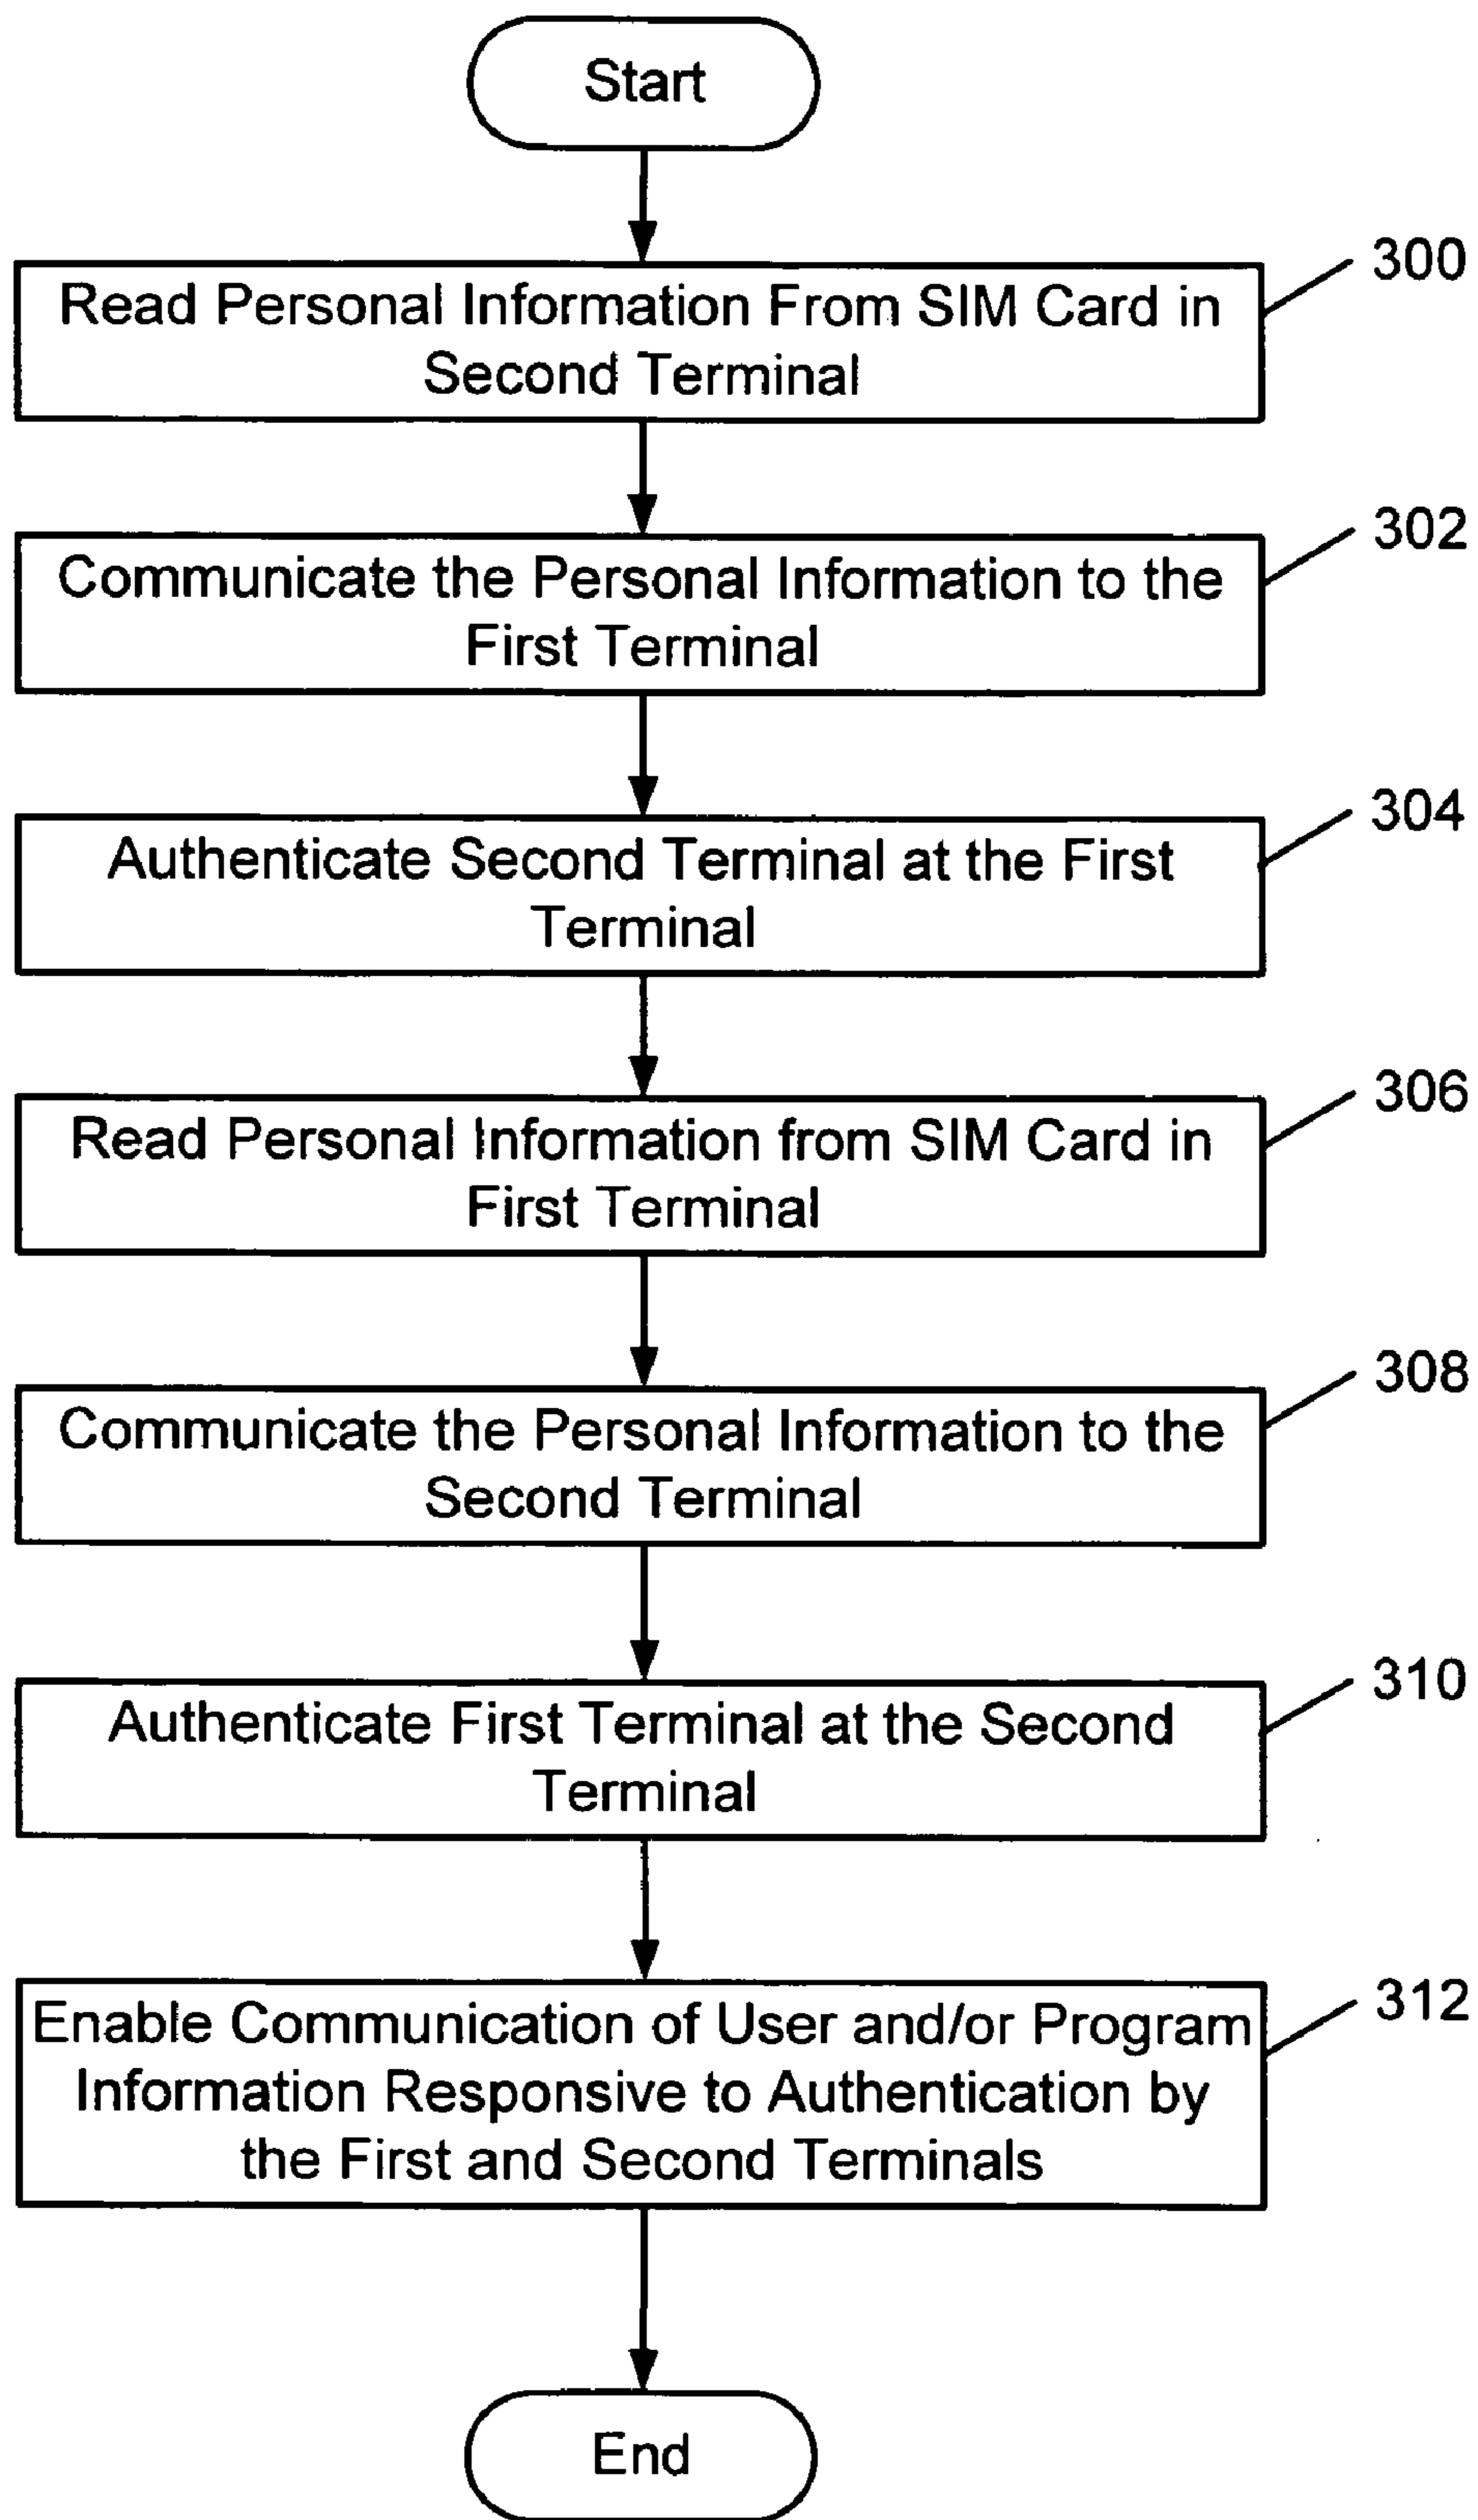 Start
300
Read Personal Information From SIM Card in
Second Terminal
302
Communicate the Personal Information to the
First Terminal
304
Authenticate Second Terminal at the First
Terminal
306
Read Personal Information from SIM Card in
First Terminal
308
Communicate the Personal Information to the
Second Terminal
310
Authenticate First Terminal at the Second
Terminal
312
Enable Communication of User and/or Program
Information Responsive to Authentication by
the First and Second Terminals
End